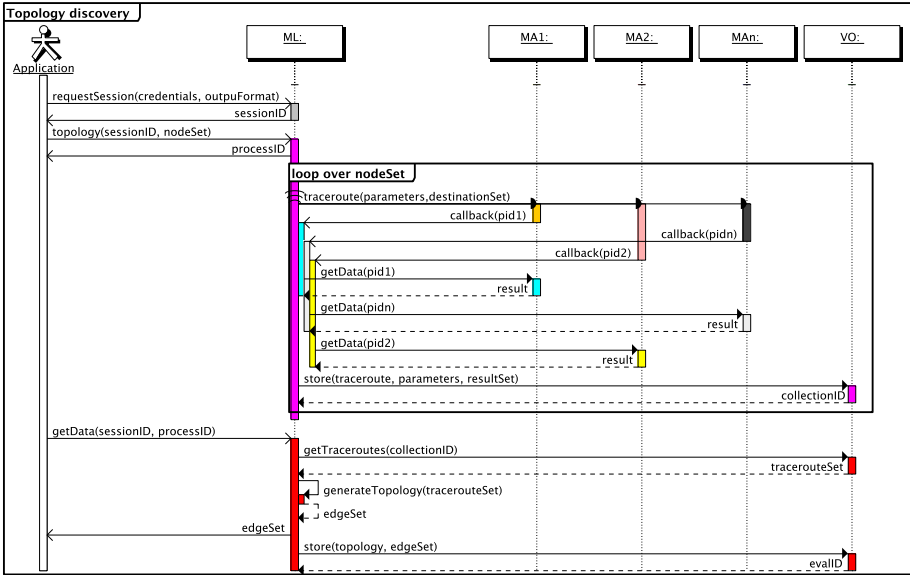 Topology discovery
Application
ML:
MA1:
MA2:
MAn:
VO:
requestSession(credentials, outpuFormat)
sessionID
topology(sessionID, nodeSet)
processID
loop over nodeSet
traceroute(parameters,destinationSet)
callback(pid1)
callback(pidn)
callback(pid2)
getData(pid1)
result
getData(pidn)
result
getData(pid2)
result
store(traceroute, parameters, resultSet)
collectionID
getData(sessionID, processID)
getTraceroutes(collectionID)
tracerouteSet
generateTopology(tracerouteSet)
edgeSet
edgeSet
store(topology, edgeSet)
evalID